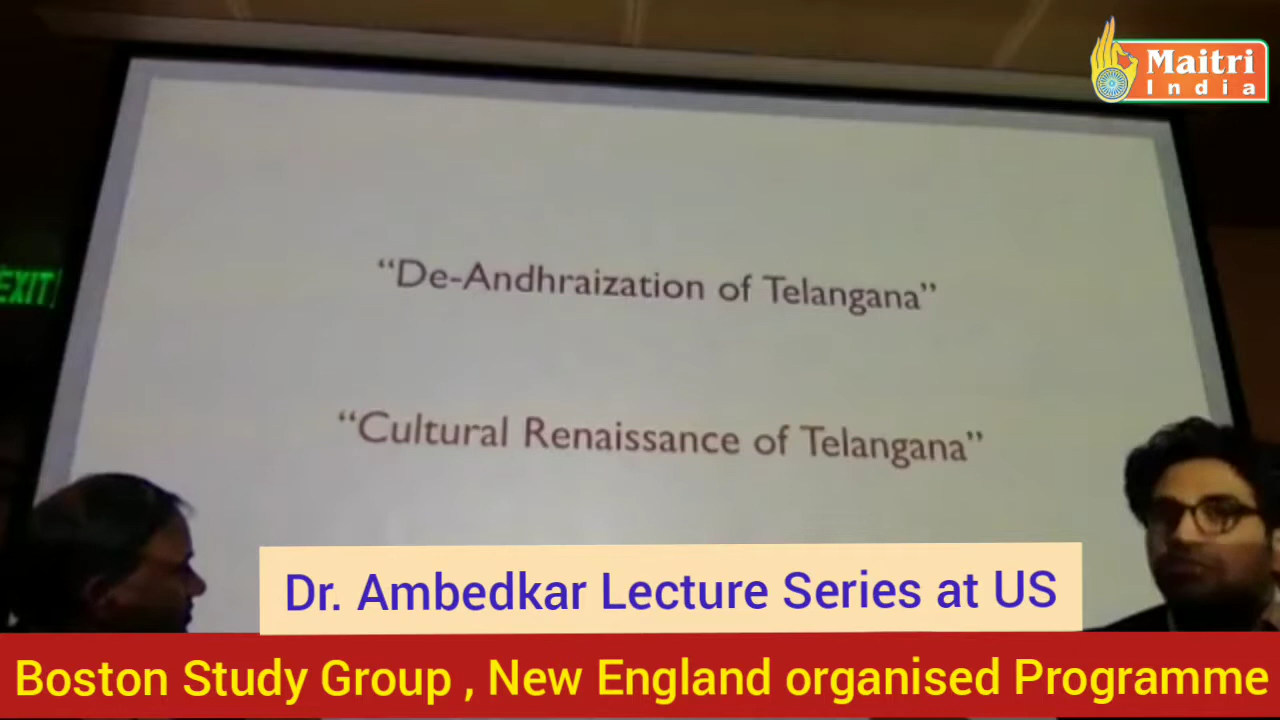 Maitri
India
EXIT
“De-Andhraization of Telangana”
“Cultural Renaissance of Telangana”
Dr. Ambedkar Lecture Series at US
Boston Study Group , New England organised Programme